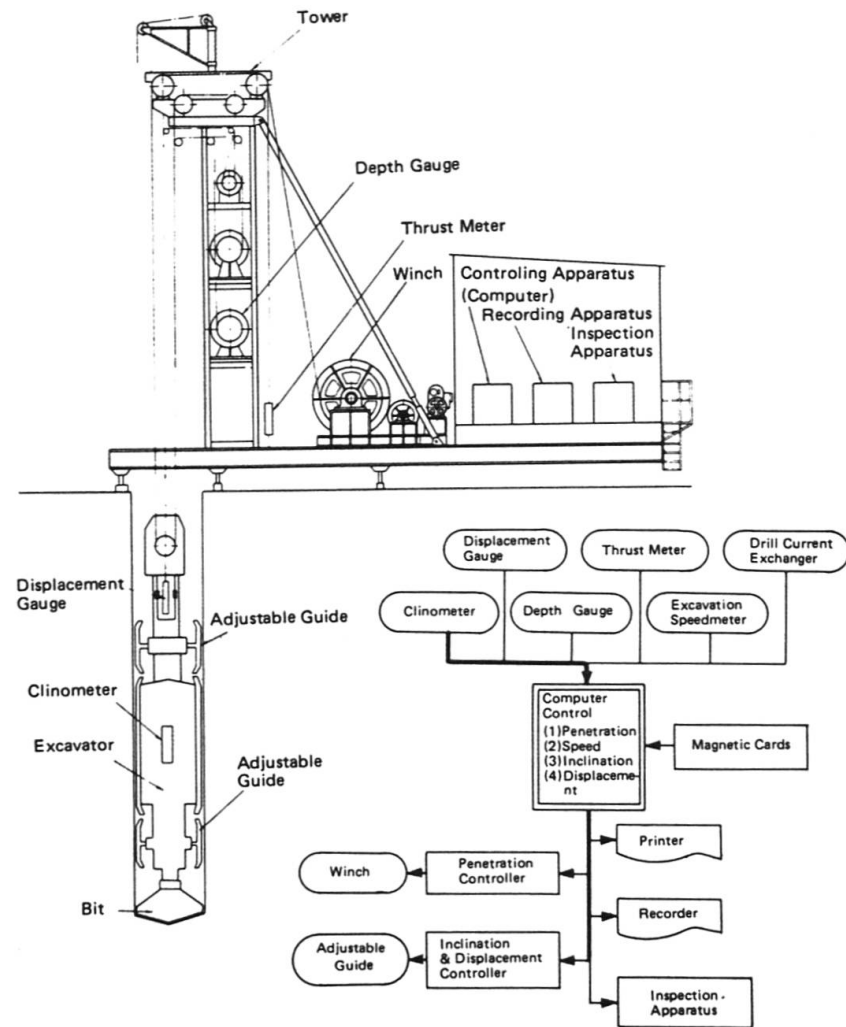 Tower
Depth Gauge
Thrust Meter
Winch
Controling Apparatus
(Computer)
Recording Apparatus
Inspection
Apparatus
Displacement
Gauge
Adjustable Guide
Clinometer
Excavator
Adjustable
Guide
Bit
Displacement
Gauge
Thrust Meter
Drill Current
Exchanger
Clinometer
Depth Gauge
Excavation
Speedmeter
Computer
Control
(1)Penetration
(2)Speed
(3)Inclination
(4)Displaceme-
nt
Magnetic Cards
Printer
Winch
Penetration
Controller
Recorder
Adjustable
Guide
Inclination
& Displacement
Controller
Inspection
Apparatus